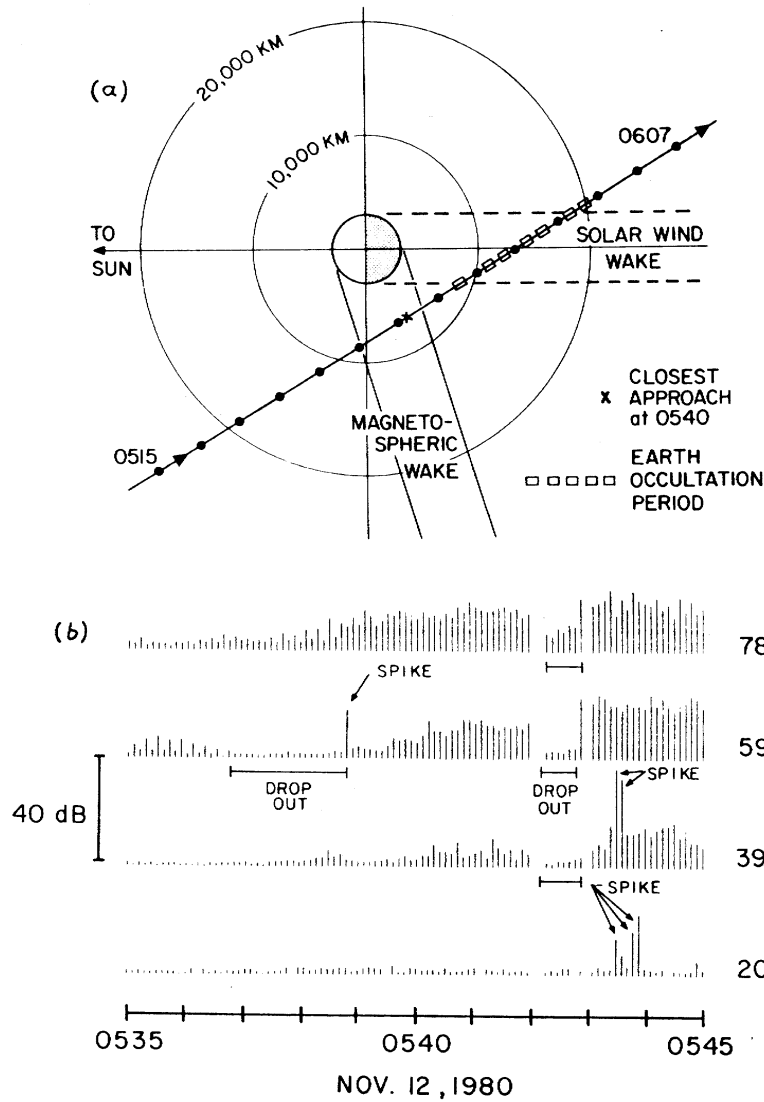 (a)
20,000 KM
10,000 KM
0607
TO
SUN
SOLAR WIND
WAKE
0515
MAGNETO-
SPHERIC
WAKE
x CLOSEST
APPROACH
at 0540
EARTH
OCCULTATION
PERIOD
(b)
78
SPIKE
59
DROP
OUT
DROP
OUT
SPIKE
40 dB
39
SPIKE
20
0535
0540
0545
NOV. 12, 1980